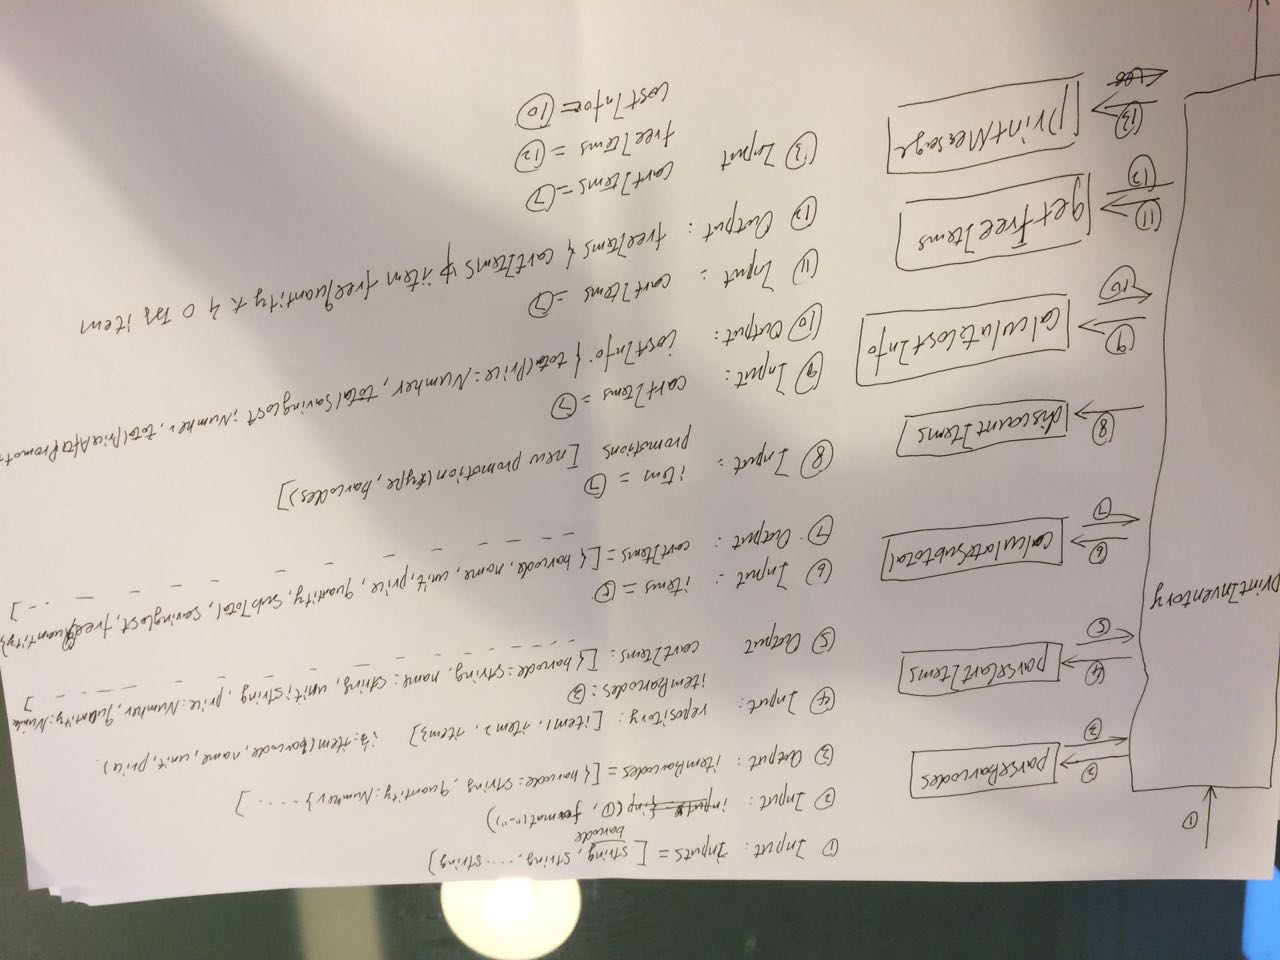 ①
printInventory
②
③
parseBarcodes
④
⑤
parseCartItems
⑥
⑦
calculateSubtotal
⑧
discountItems
⑨
⑩
calculateCostInfo
⑪
⑫
getFreeItems
⑬
printMessage
① Input: Inputs = [string, string, ..... string]
barcode
② Input: (①, format("-"))
③ Output: itemBarcodes = [{barcode: string, quantity: Number} ..... ]
④ Input: repository: [item1, item2, item3] item(barcode, name, unit, price).
itemBarcodes: ③
⑤ Output cartItems: [{barcode: string, name: string, unit: string, price: Number, quantity: Number
]
⑥ Input: items = ⑤
⑦ Output: cartItems = [{barcode, name, unit, price, quantity, subTotal, savingCost, freeQuantity}
... ]
⑧ Input: item = ⑦
promotions [new promotion(type, barcodes)]
⑨ Input: cartItems = ⑦
⑩ Output: costInfo {totalPrice: Number, totalSavingCost: Number, totalPriceAfterPromot
⑪ Input: cartItems = ⑦
⑫ Output: freeItems { cartItems item freeQuantity 0 item
⑬ Input cartItems = ⑦
freeItems = ⑫
costInfo = ⑩